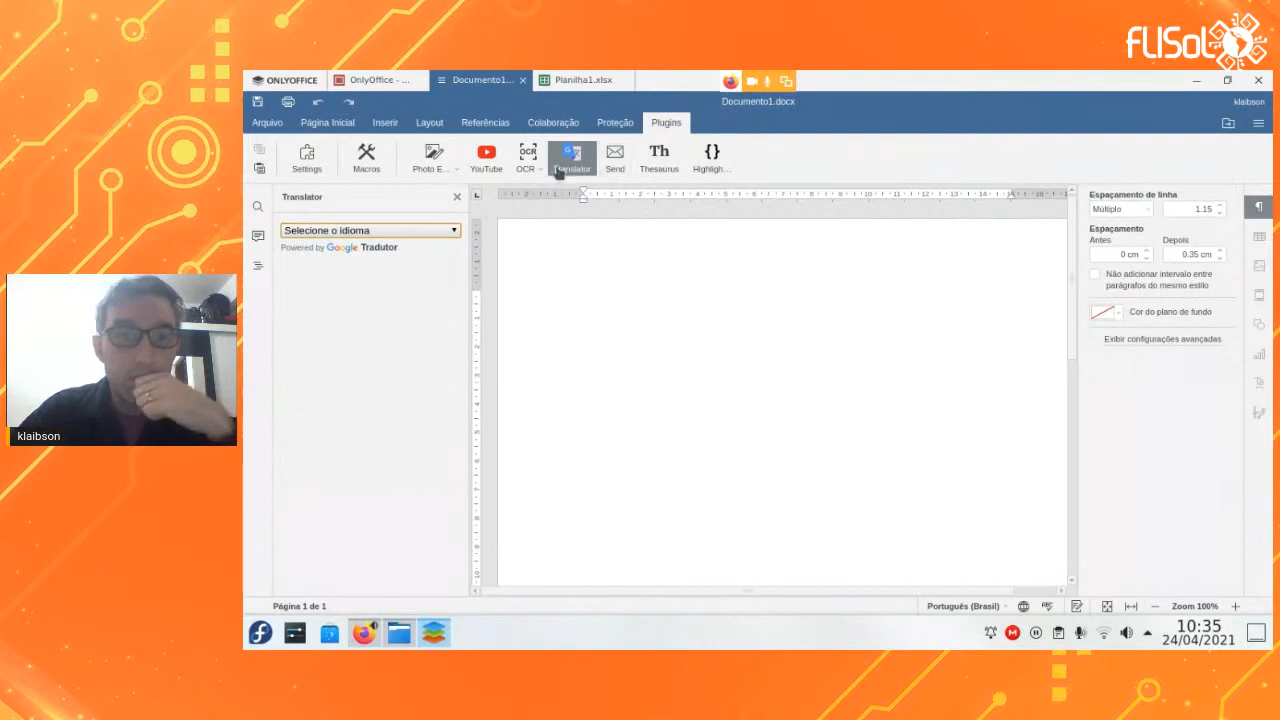 FLISoL
ONLYOFFICE
OnlyOffice - ...
Documento1...
Planilha1.xlsx
Documento1.docx
klaibson
Arquivo
Página Inicial
Inserir
Layout
Referências
Colaboração
Proteção
Plugins
Settings
Macros
Photo E...
YouTube
OCR
OCR
Translator
Send
Th
Thesaurus
{}
Highligh...
Translator
Selecione o idioma
Powered by Google Tradutor
Espaçamento de linha
Múltiplo
1.15
Espaçamento
Antes
Depois
0 cm
0.35 cm
Não adicionar intervalo entre
parágrafos do mesmo estilo
Cor do plano de fundo
Exibir configurações avançadas
klaibson
Página 1 de 1
Português (Brasil)
Zoom 100%
10:35
24/04/2021